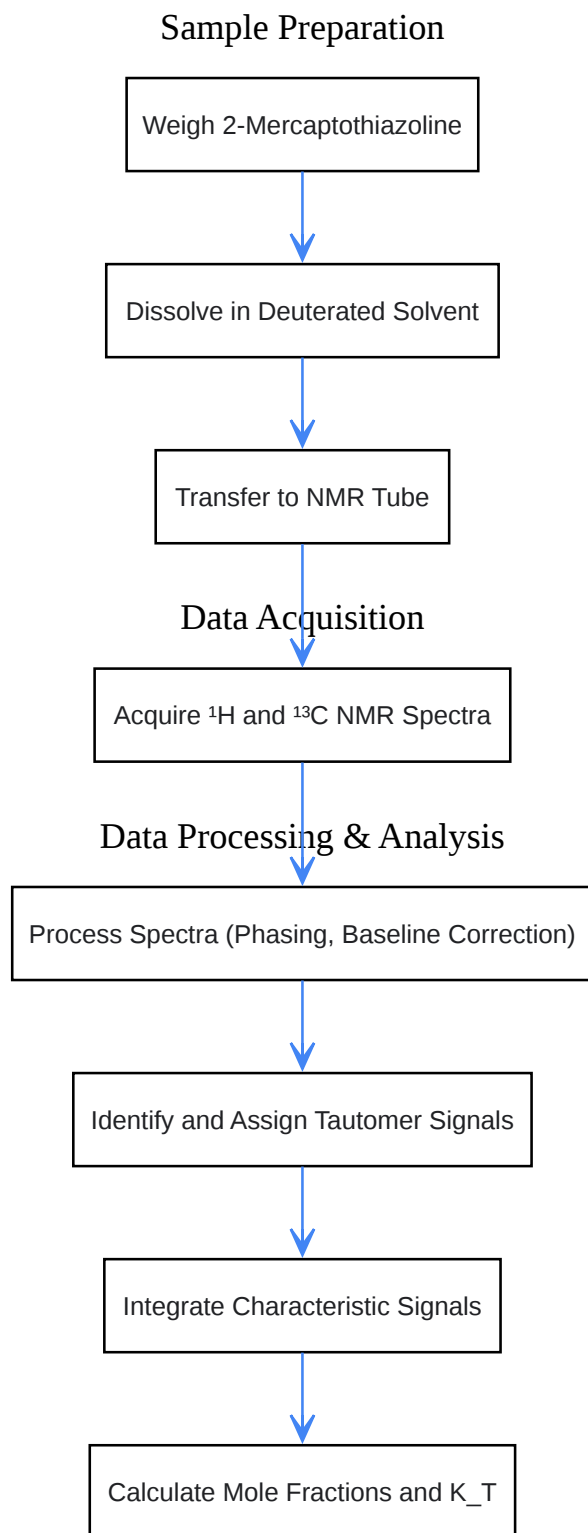 Sample Preparation
Weigh 2-Mercaptothiazoline
Dissolve in Deuterated Solvent
Transfer to NMR Tube
Data Acquisition
Acquire ¹H and ¹³C NMR Spectra
Data Processing & Analysis
Process Spectra (Phasing, Baseline Correction)
Identify and Assign Tautomer Signals
Integrate Characteristic Signals
Calculate Mole Fractions and K_T